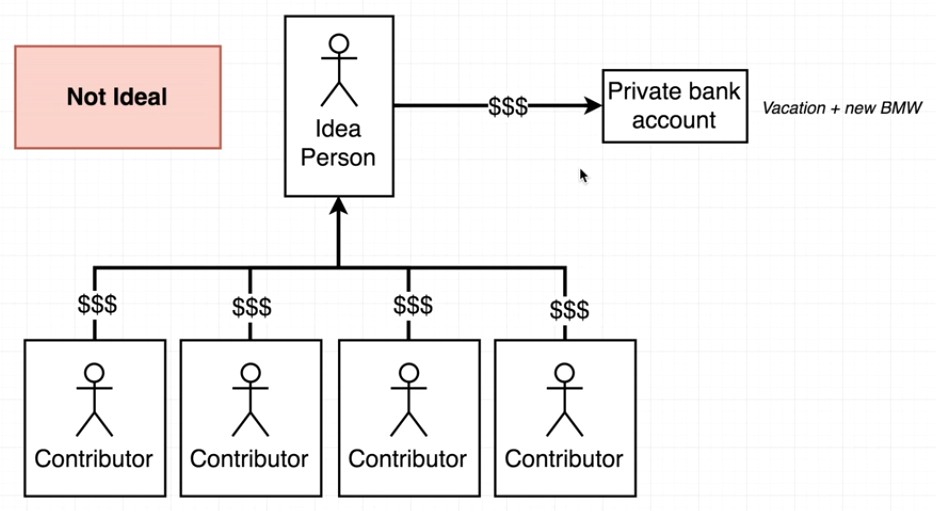 Not Ideal
Idea
Person
$$$
Private bank
account
Vacation + new BMW
$$$
$$$
$$$
$$$
Contributor
Contributor
Contributor
Contributor